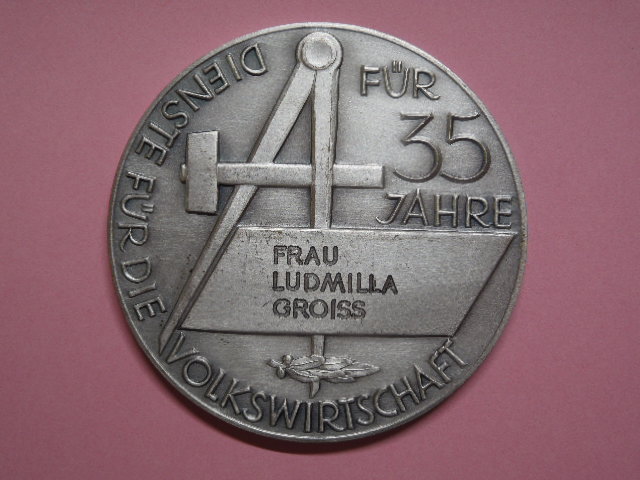 FÜR
35
JAHRE
DIENSTE FÜR DIE
VOLKSWIRTSCHAFT
FRAU
LUDMILLA
GROISS